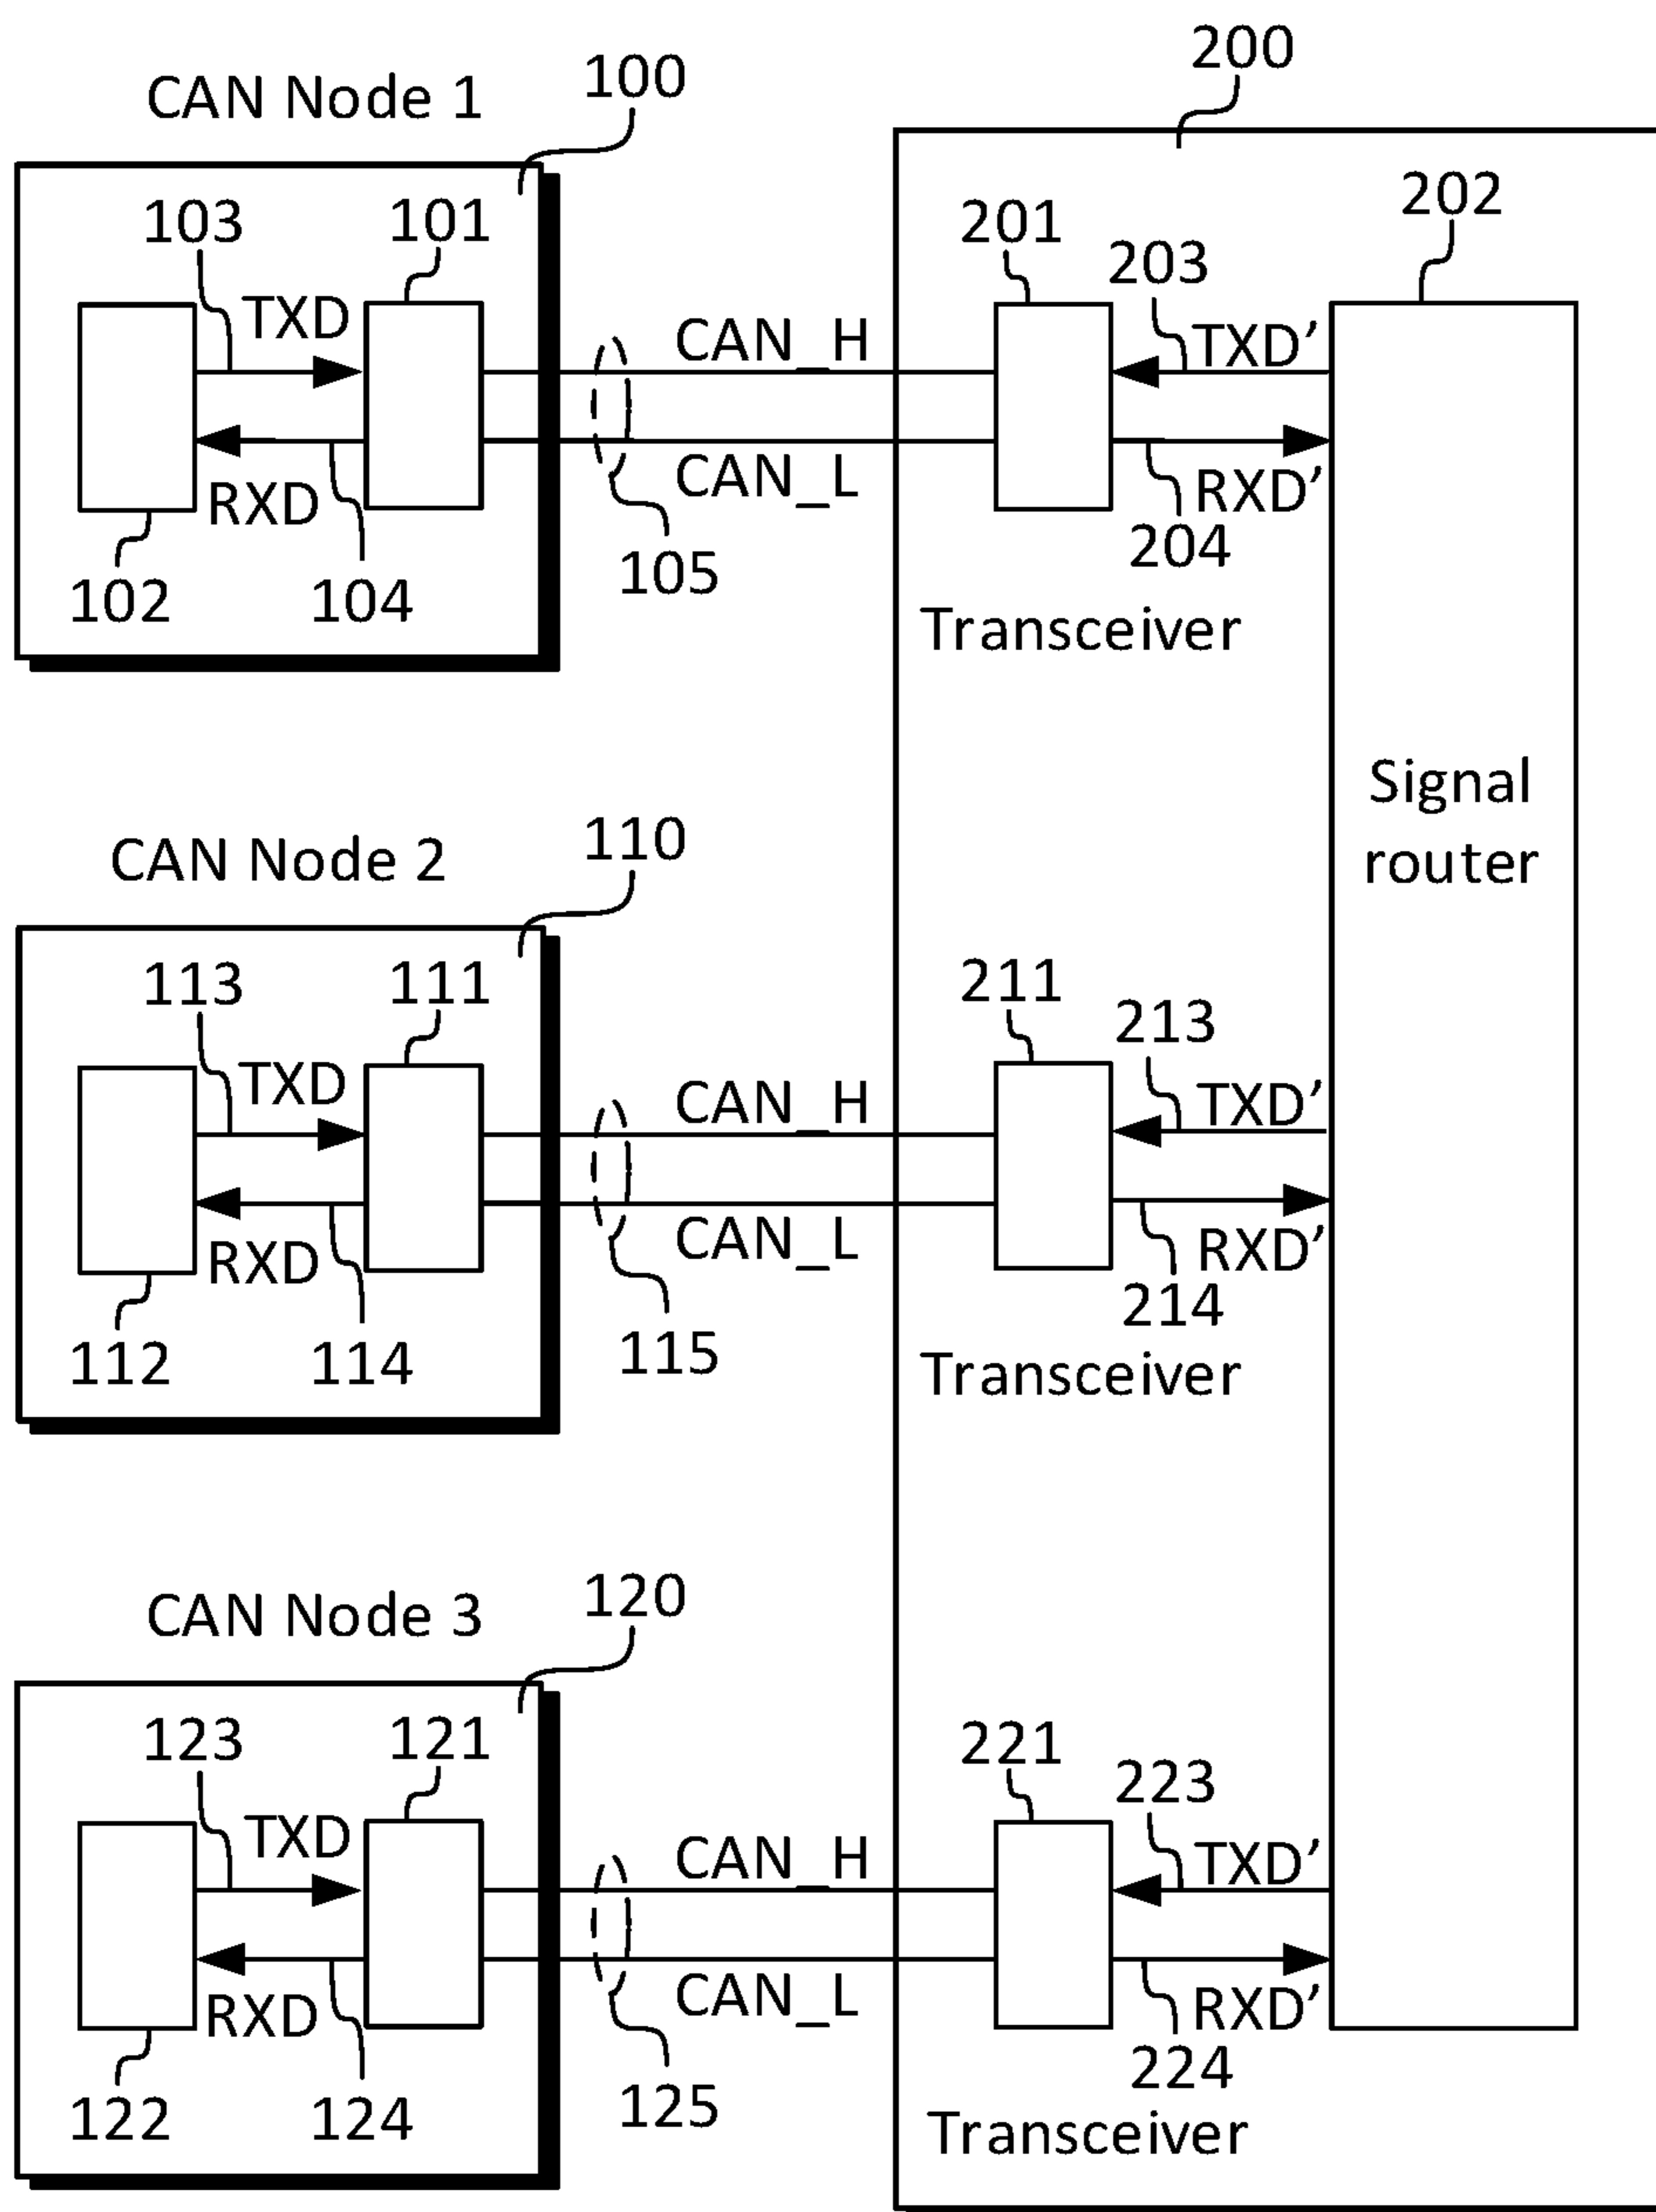 200
CAN Node 1
100
202
103
101
201
203
TXD
CAN_H
TXD’
RXD
CAN_L
RXD’
102
104
105
204
Transceiver
Signal
router
CAN Node 2
110
113
111
211
213
TXD
CAN_H
TXD’
RXD
CAN_L
RXD’
112
114
115
214
Transceiver
CAN Node 3
120
123
121
221
223
TXD
CAN_H
TXD’
RXD
CAN_L
RXD’
122
124
125
224
Transceiver